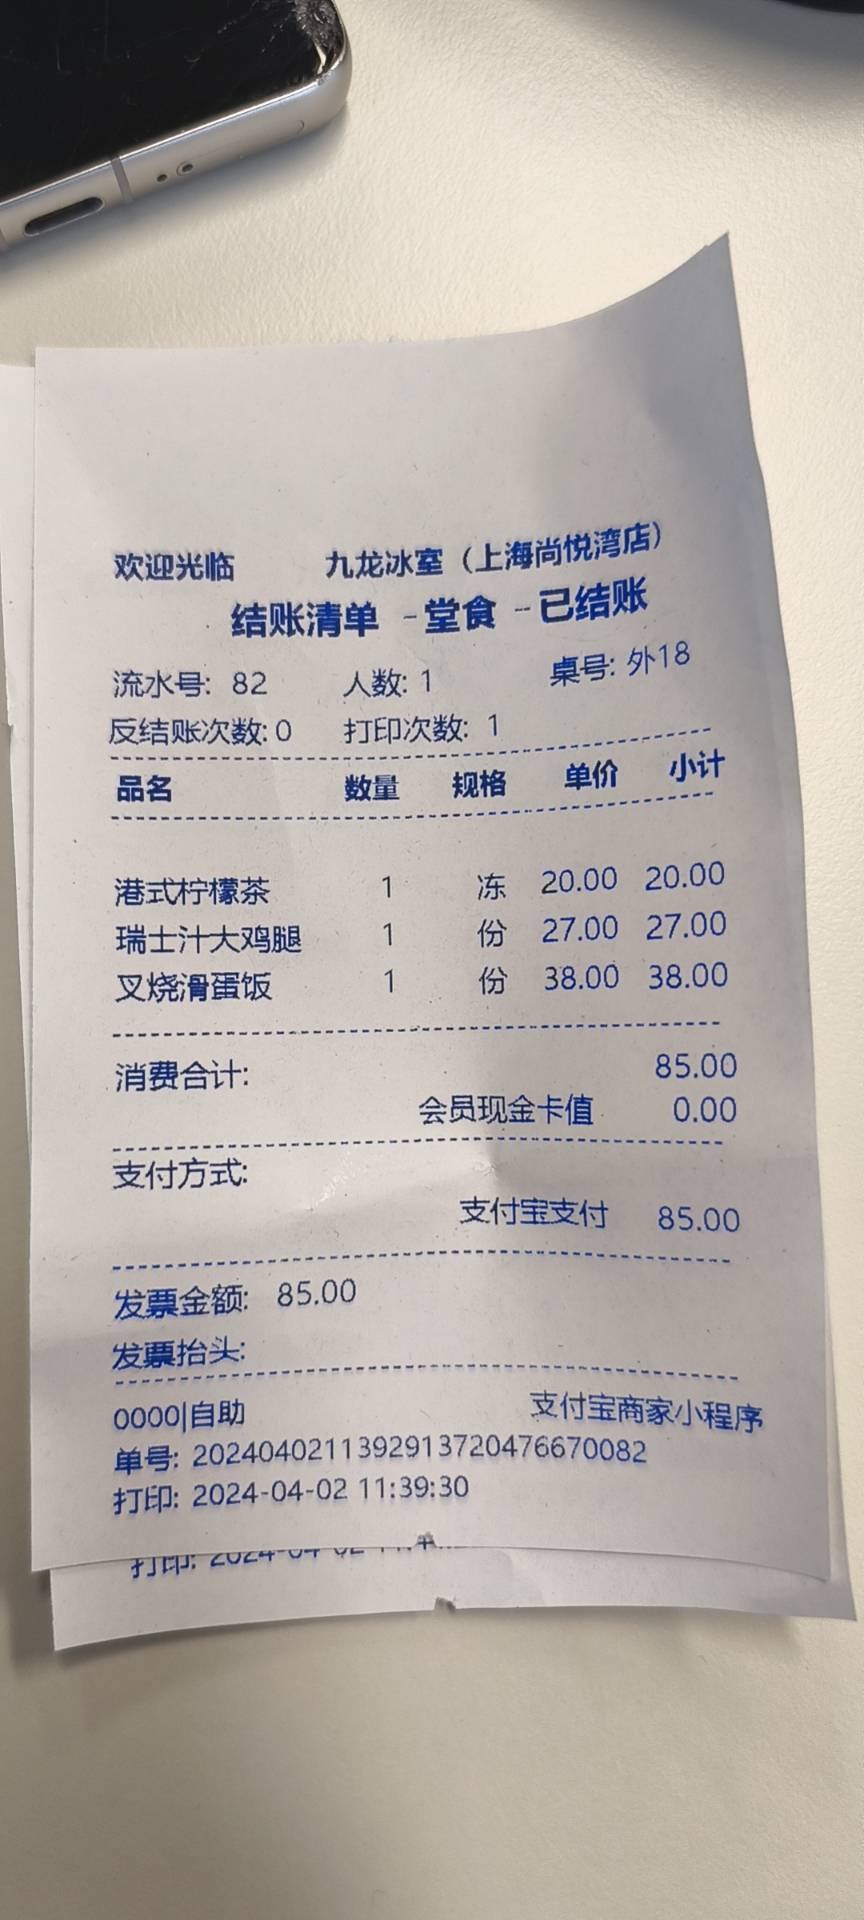 欢迎光临 九龙冰室（上海尚悦湾店）
结账清单 -堂食 --已结账
流水号: 82 人数: 1 桌号: 外18
反结账次数: 0 打印次数: 1
品名 数量 规格 单价 小计
港式柠檬茶 1 冻 20.00 20.00
瑞士汁大鸡腿 1 份 27.00 27.00
叉烧滑蛋饭 1 份 38.00 38.00
消费合计: 85.00
会员现金卡值 0.00
支付方式:
支付宝支付 85.00
发票金额: 85.00
发票抬头:
0000|自助 支付宝商家小程序
单号: 20240402113929137204766​70082
打印: 2024-04-02 11:39:30
打印: 2024-04-02